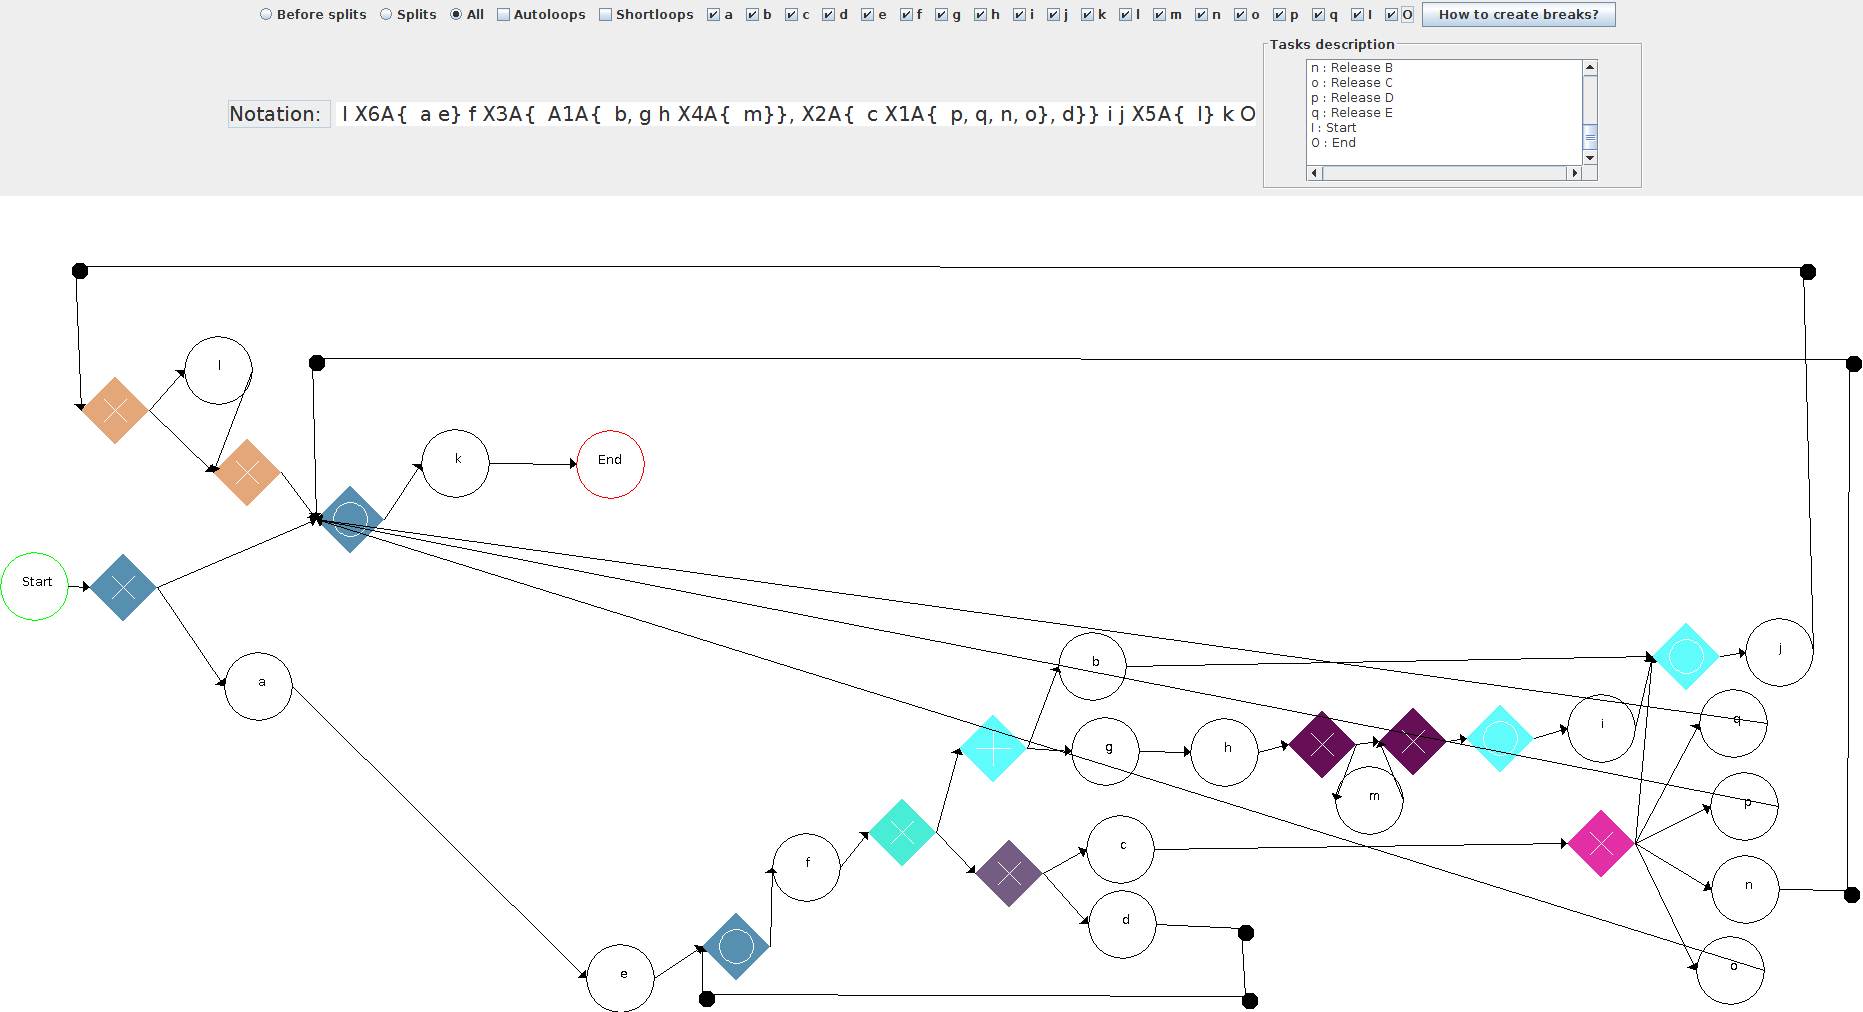 Before splits Splits All Autoloops Shortloops a b c d e f g h i j k l m n o p q I O How to create breaks?
Tasks description
n : Release B
o : Release C
p : Release D
q : Release E
I : Start
O : End
Notation: I X6A{ a e} f X3A{ A1A{ b, g h X4A{ m}}, X2A{ c X1A{ p, q, n, o}, d}} i j X5A{ l} k O
l
k
End
Start
a
b
j
q
i
g
h
m
p
c
f
n
d
o
e